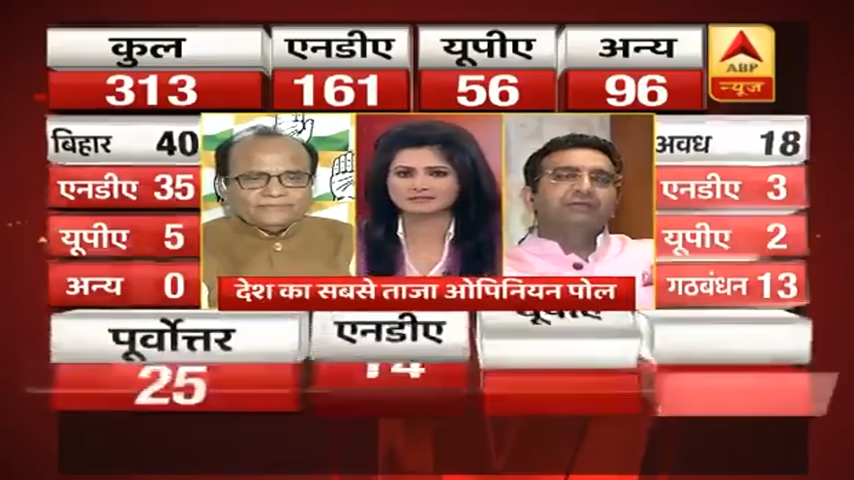 कुल एनडीए यूपीए अन्य
313 161 56 96
ABP
न्यूज़
बिहार 40
एनडीए 35
यूपीए 5
अन्य 0
अवध 18
एनडीए 3
यूपीए 2
गठबंधन 13
देश का सबसे ताजा ओपिनियन पोल
पूर्वोत्तर एनडीए यूपीए
25 14